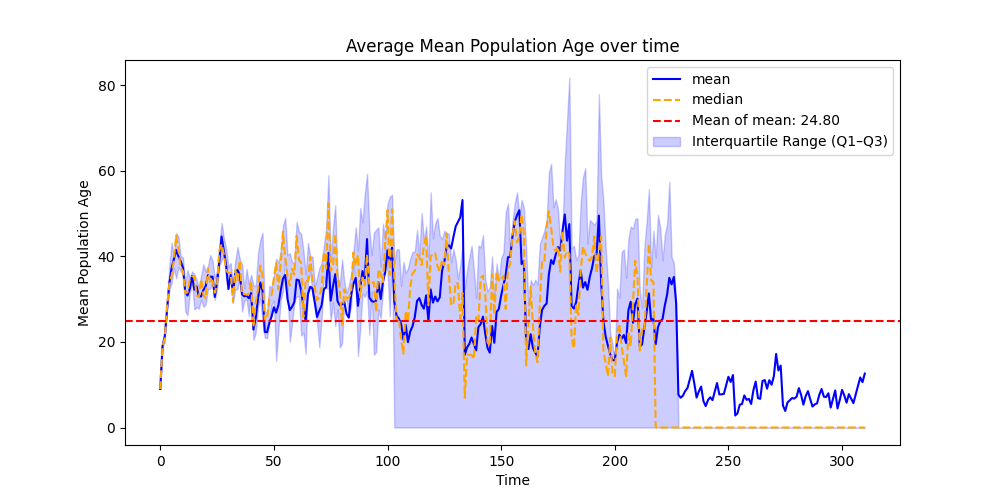 Average Mean Population Age over time
mean
median
Mean of mean: 24.80
Interquartile Range (Q1–Q3)
Mean Population Age
80
60
40
20
0
0 50 100 150 200 250 300
Time